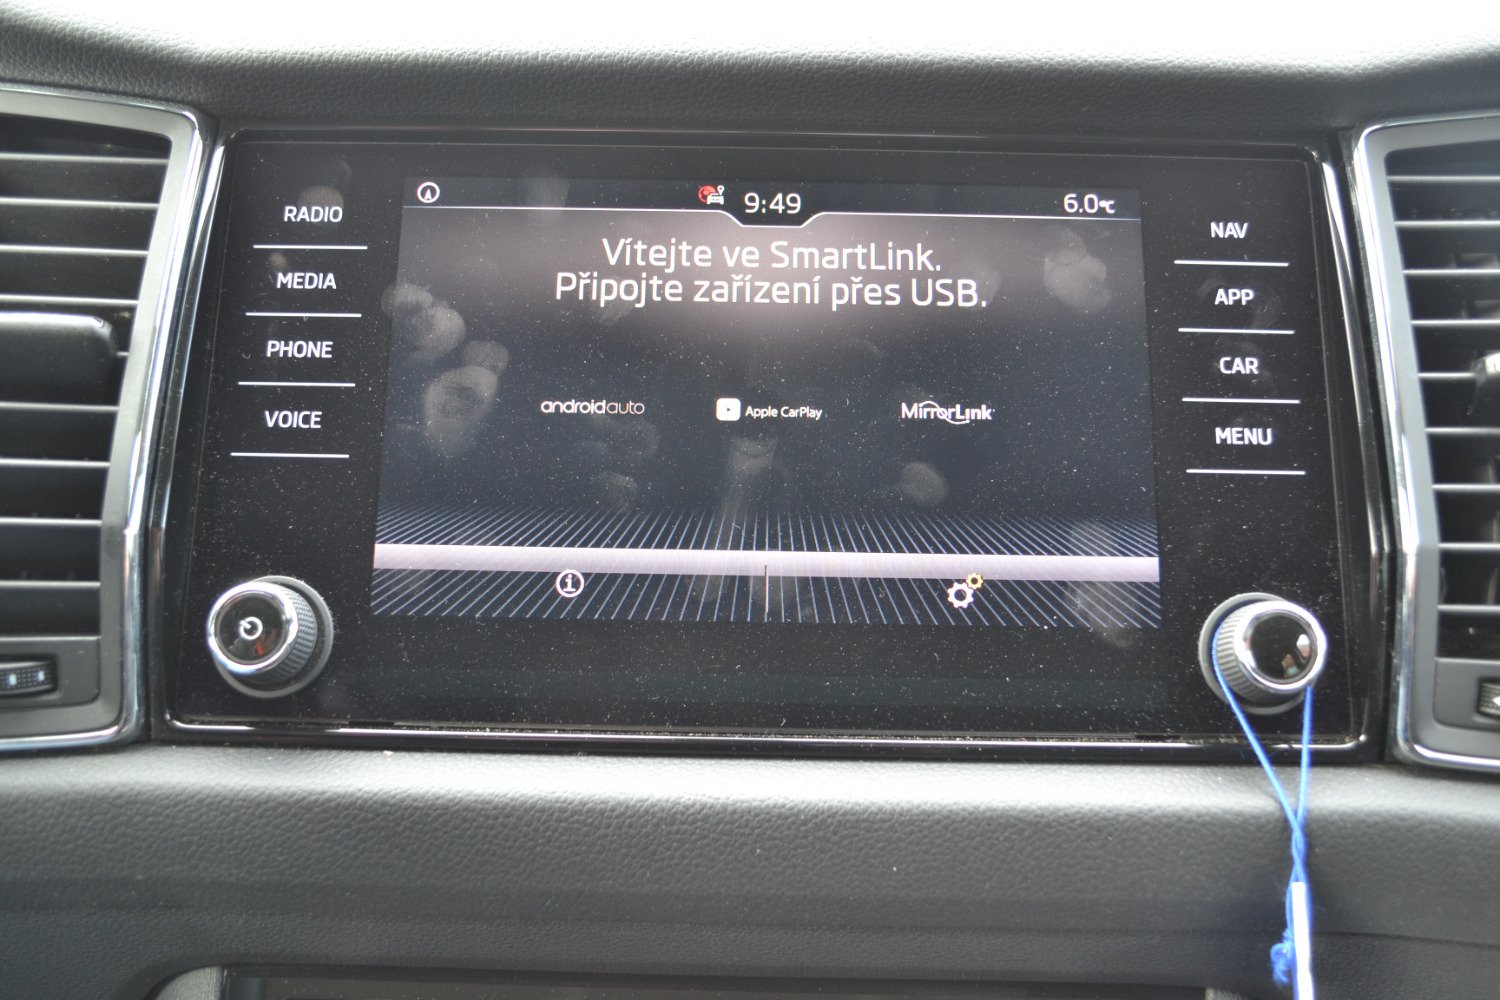 9:49
6.0°C
RADIO
MEDIA
PHONE
VOICE
Vítejte ve SmartLink.
Připojte zařízení přes USB.
androidauto
Apple CarPlay
MirrorLink
NAV
APP
CAR
MENU